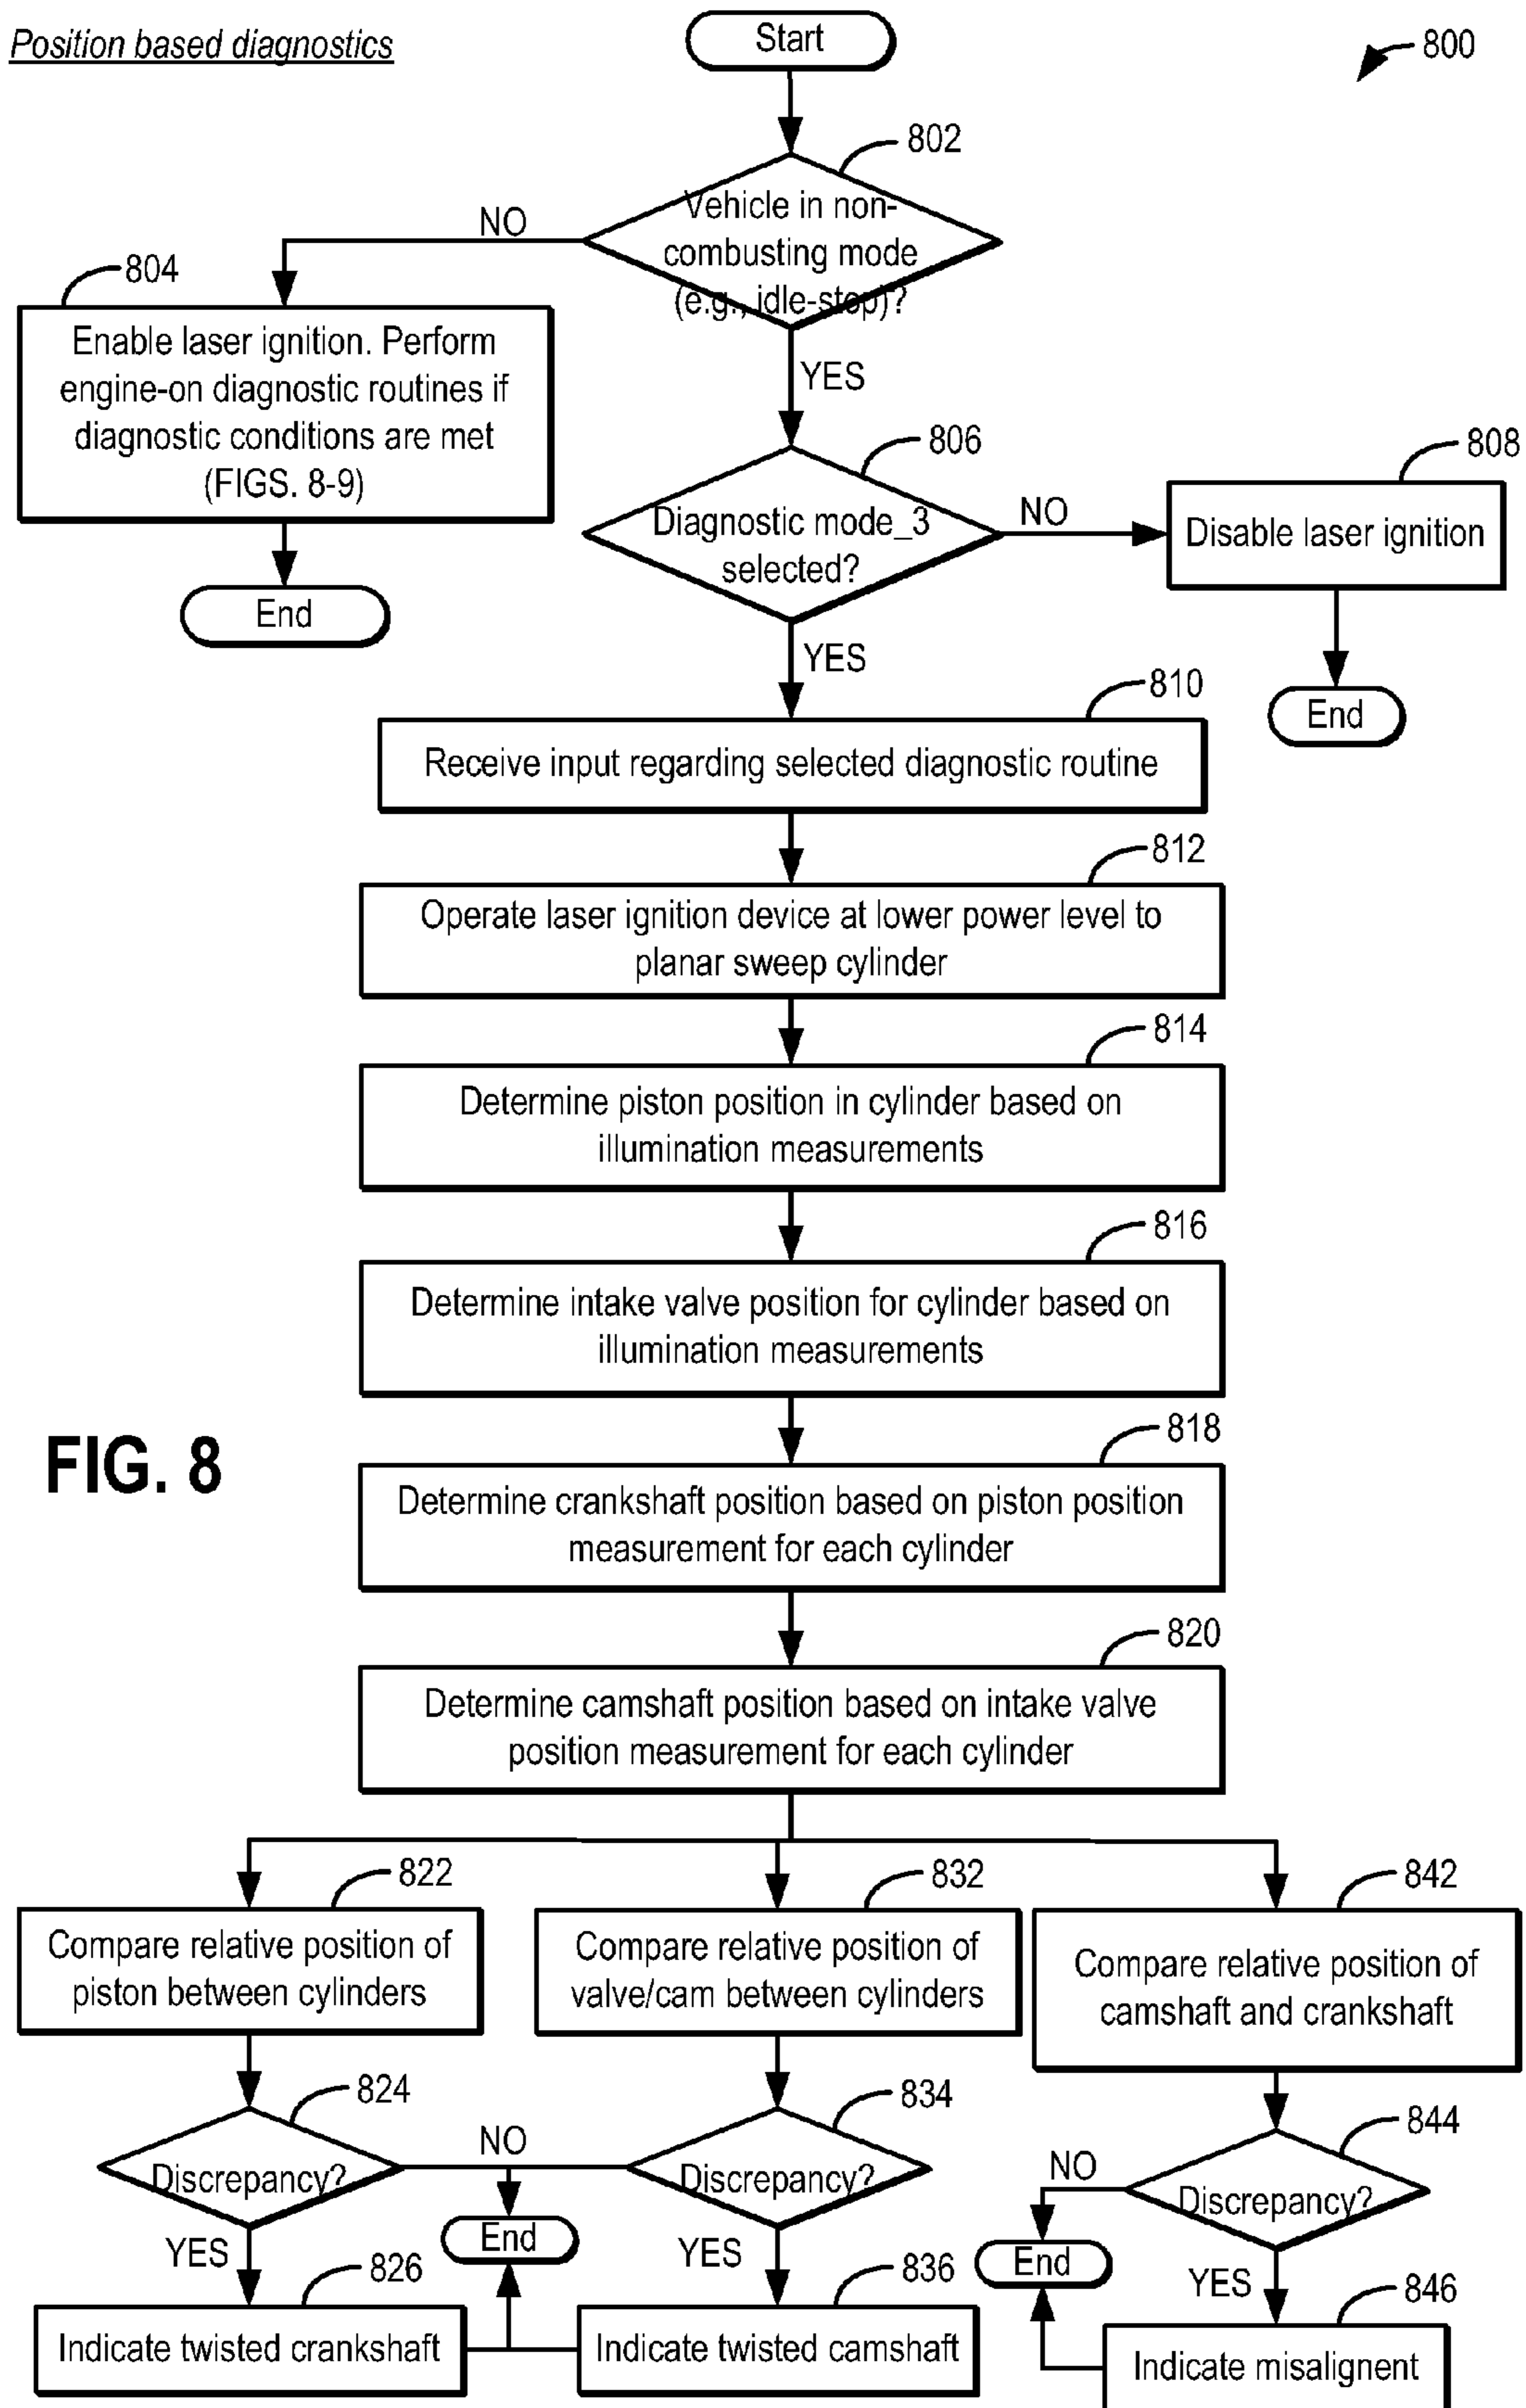 Position based diagnostics
Start
800
802
Vehicle in non-
combusting mode
(e.g., idle-stop)?
NO
YES
804
Enable laser ignition. Perform
engine-on diagnostic routines if
diagnostic conditions are met
(FIGS. 8-9)
End
806
Diagnostic mode_3
selected?
NO
YES
808
Disable laser ignition
End
810
Receive input regarding selected diagnostic routine
812
Operate laser ignition device at lower power level to
planar sweep cylinder
814
Determine piston position in cylinder based on
illumination measurements
816
Determine intake valve position for cylinder based on
illumination measurements
FIG. 8
818
Determine crankshaft position based on piston position
measurement for each cylinder
820
Determine camshaft position based on intake valve
position measurement for each cylinder
822
Compare relative position of
piston between cylinders
832
Compare relative position of
valve/cam between cylinders
842
Compare relative position of
camshaft and crankshaft
824
Discrepancy?
NO
YES
834
Discrepancy?
YES
End
844
Discrepancy?
NO
YES
End
826
Indicate twisted crankshaft
836
Indicate twisted camshaft
846
Indicate misalignent